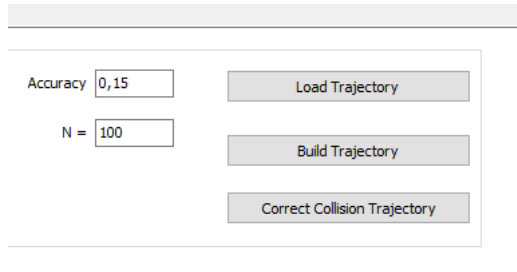 Accuracy 0,15
Load Trajectory
N = 100
Build Trajectory
Correct Collision Trajectory